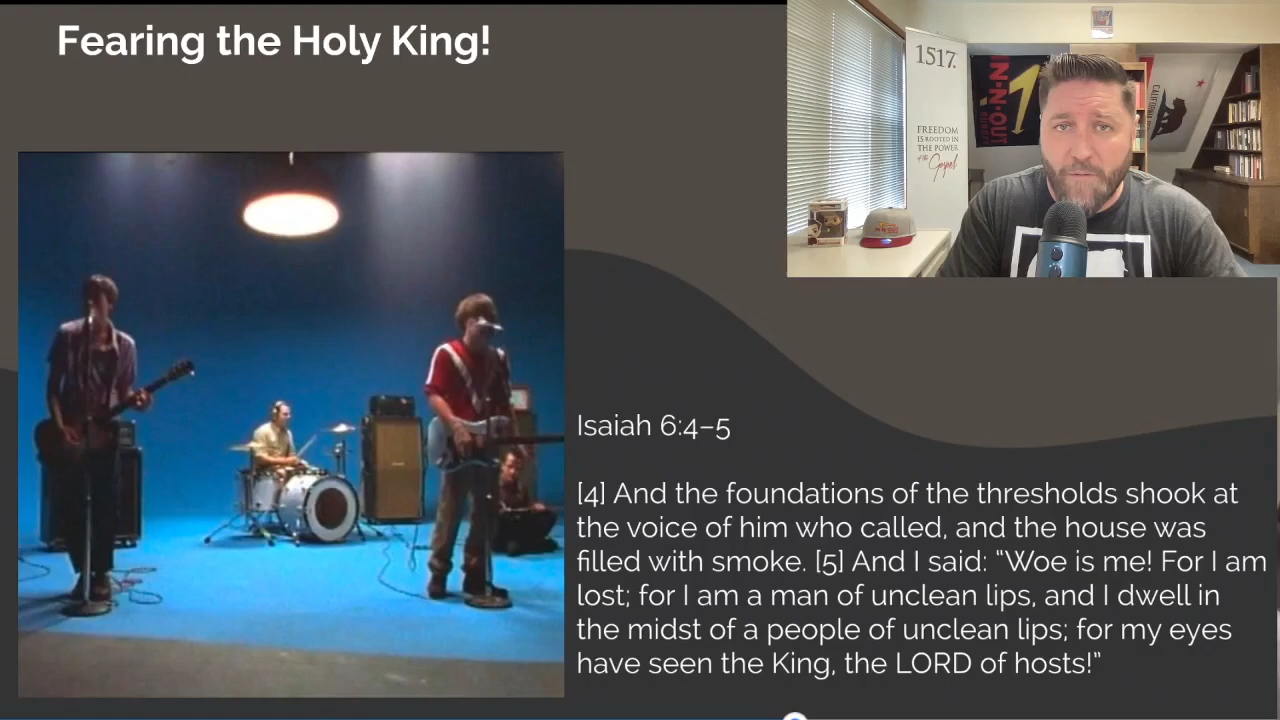 Fearing the Holy King!
1517.
FREEDOM
IS ROOTED IN
THE POWER
of the Gospel
IN-N-OUT
BURGER
CALIFORNIA
Isaiah 6:4–5
[4] And the foundations of the thresholds shook at
the voice of him who called, and the house was
filled with smoke. [5] And I said: “Woe is me! For I am
lost; for I am a man of unclean lips, and I dwell in
the midst of a people of unclean lips; for my eyes
have seen the King, the LORD of hosts!”